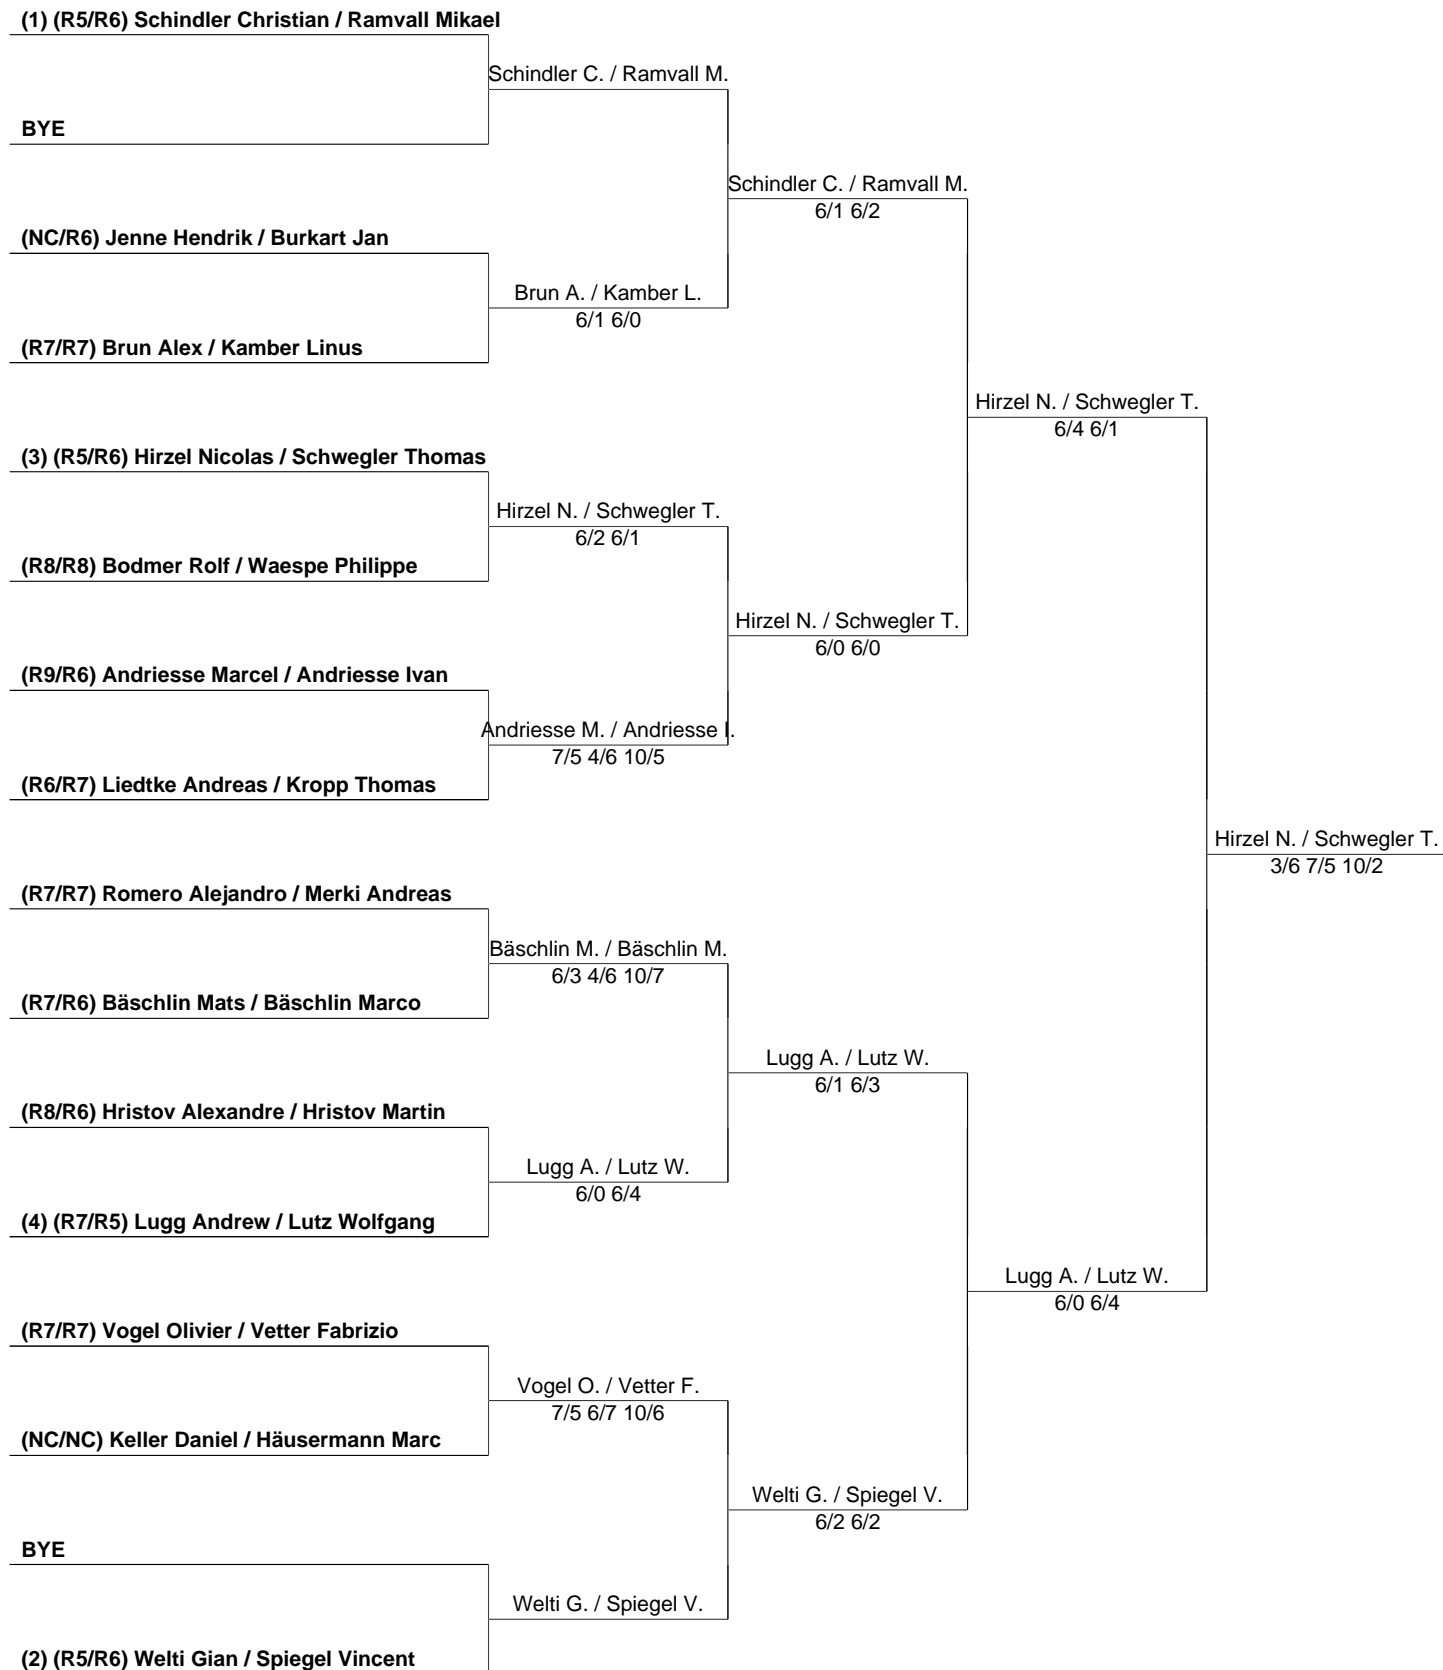 (1) (R5/R6) Schindler Christian / Ramvall Mikael
Schindler C. / Ramvall M.
BYE
Schindler C. / Ramvall M.
6/1 6/2
(NC/R6) Jenne Hendrik / Burkart Jan
Brun A. / Kamber L.
6/1 6/0
(R7/R7) Brun Alex / Kamber Linus
Hirzel N. / Schwegler T.
6/4 6/1
(3) (R5/R6) Hirzel Nicolas / Schwegler Thomas
Hirzel N. / Schwegler T.
6/2 6/1
(R8/R8) Bodmer Rolf / Waespe Philippe
Hirzel N. / Schwegler T.
6/0 6/0
(R9/R6) Andriesse Marcel / Andriesse Ivan
Andriesse M. / Andriesse I.
7/5 4/6 10/5
(R6/R7) Liedtke Andreas / Kropp Thomas
Hirzel N. / Schwegler T.
3/6 7/5 10/2
(R7/R7) Romero Alejandro / Merki Andreas
Bäschlin M. / Bäschlin M.
6/3 4/6 10/7
(R7/R6) Bäschlin Mats / Bäschlin Marco
Lugg A. / Lutz W.
6/1 6/3
(R8/R6) Hristov Alexandre / Hristov Martin
Lugg A. / Lutz W.
6/0 6/4
(4) (R7/R5) Lugg Andrew / Lutz Wolfgang
Lugg A. / Lutz W.
6/0 6/4
(R7/R7) Vogel Olivier / Vetter Fabrizio
Vogel O. / Vetter F.
7/5 6/7 10/6
(NC/NC) Keller Daniel / Häusermann Marc
Welti G. / Spiegel V.
6/2 6/2
BYE
Welti G. / Spiegel V.
(2) (R5/R6) Welti Gian / Spiegel Vincent